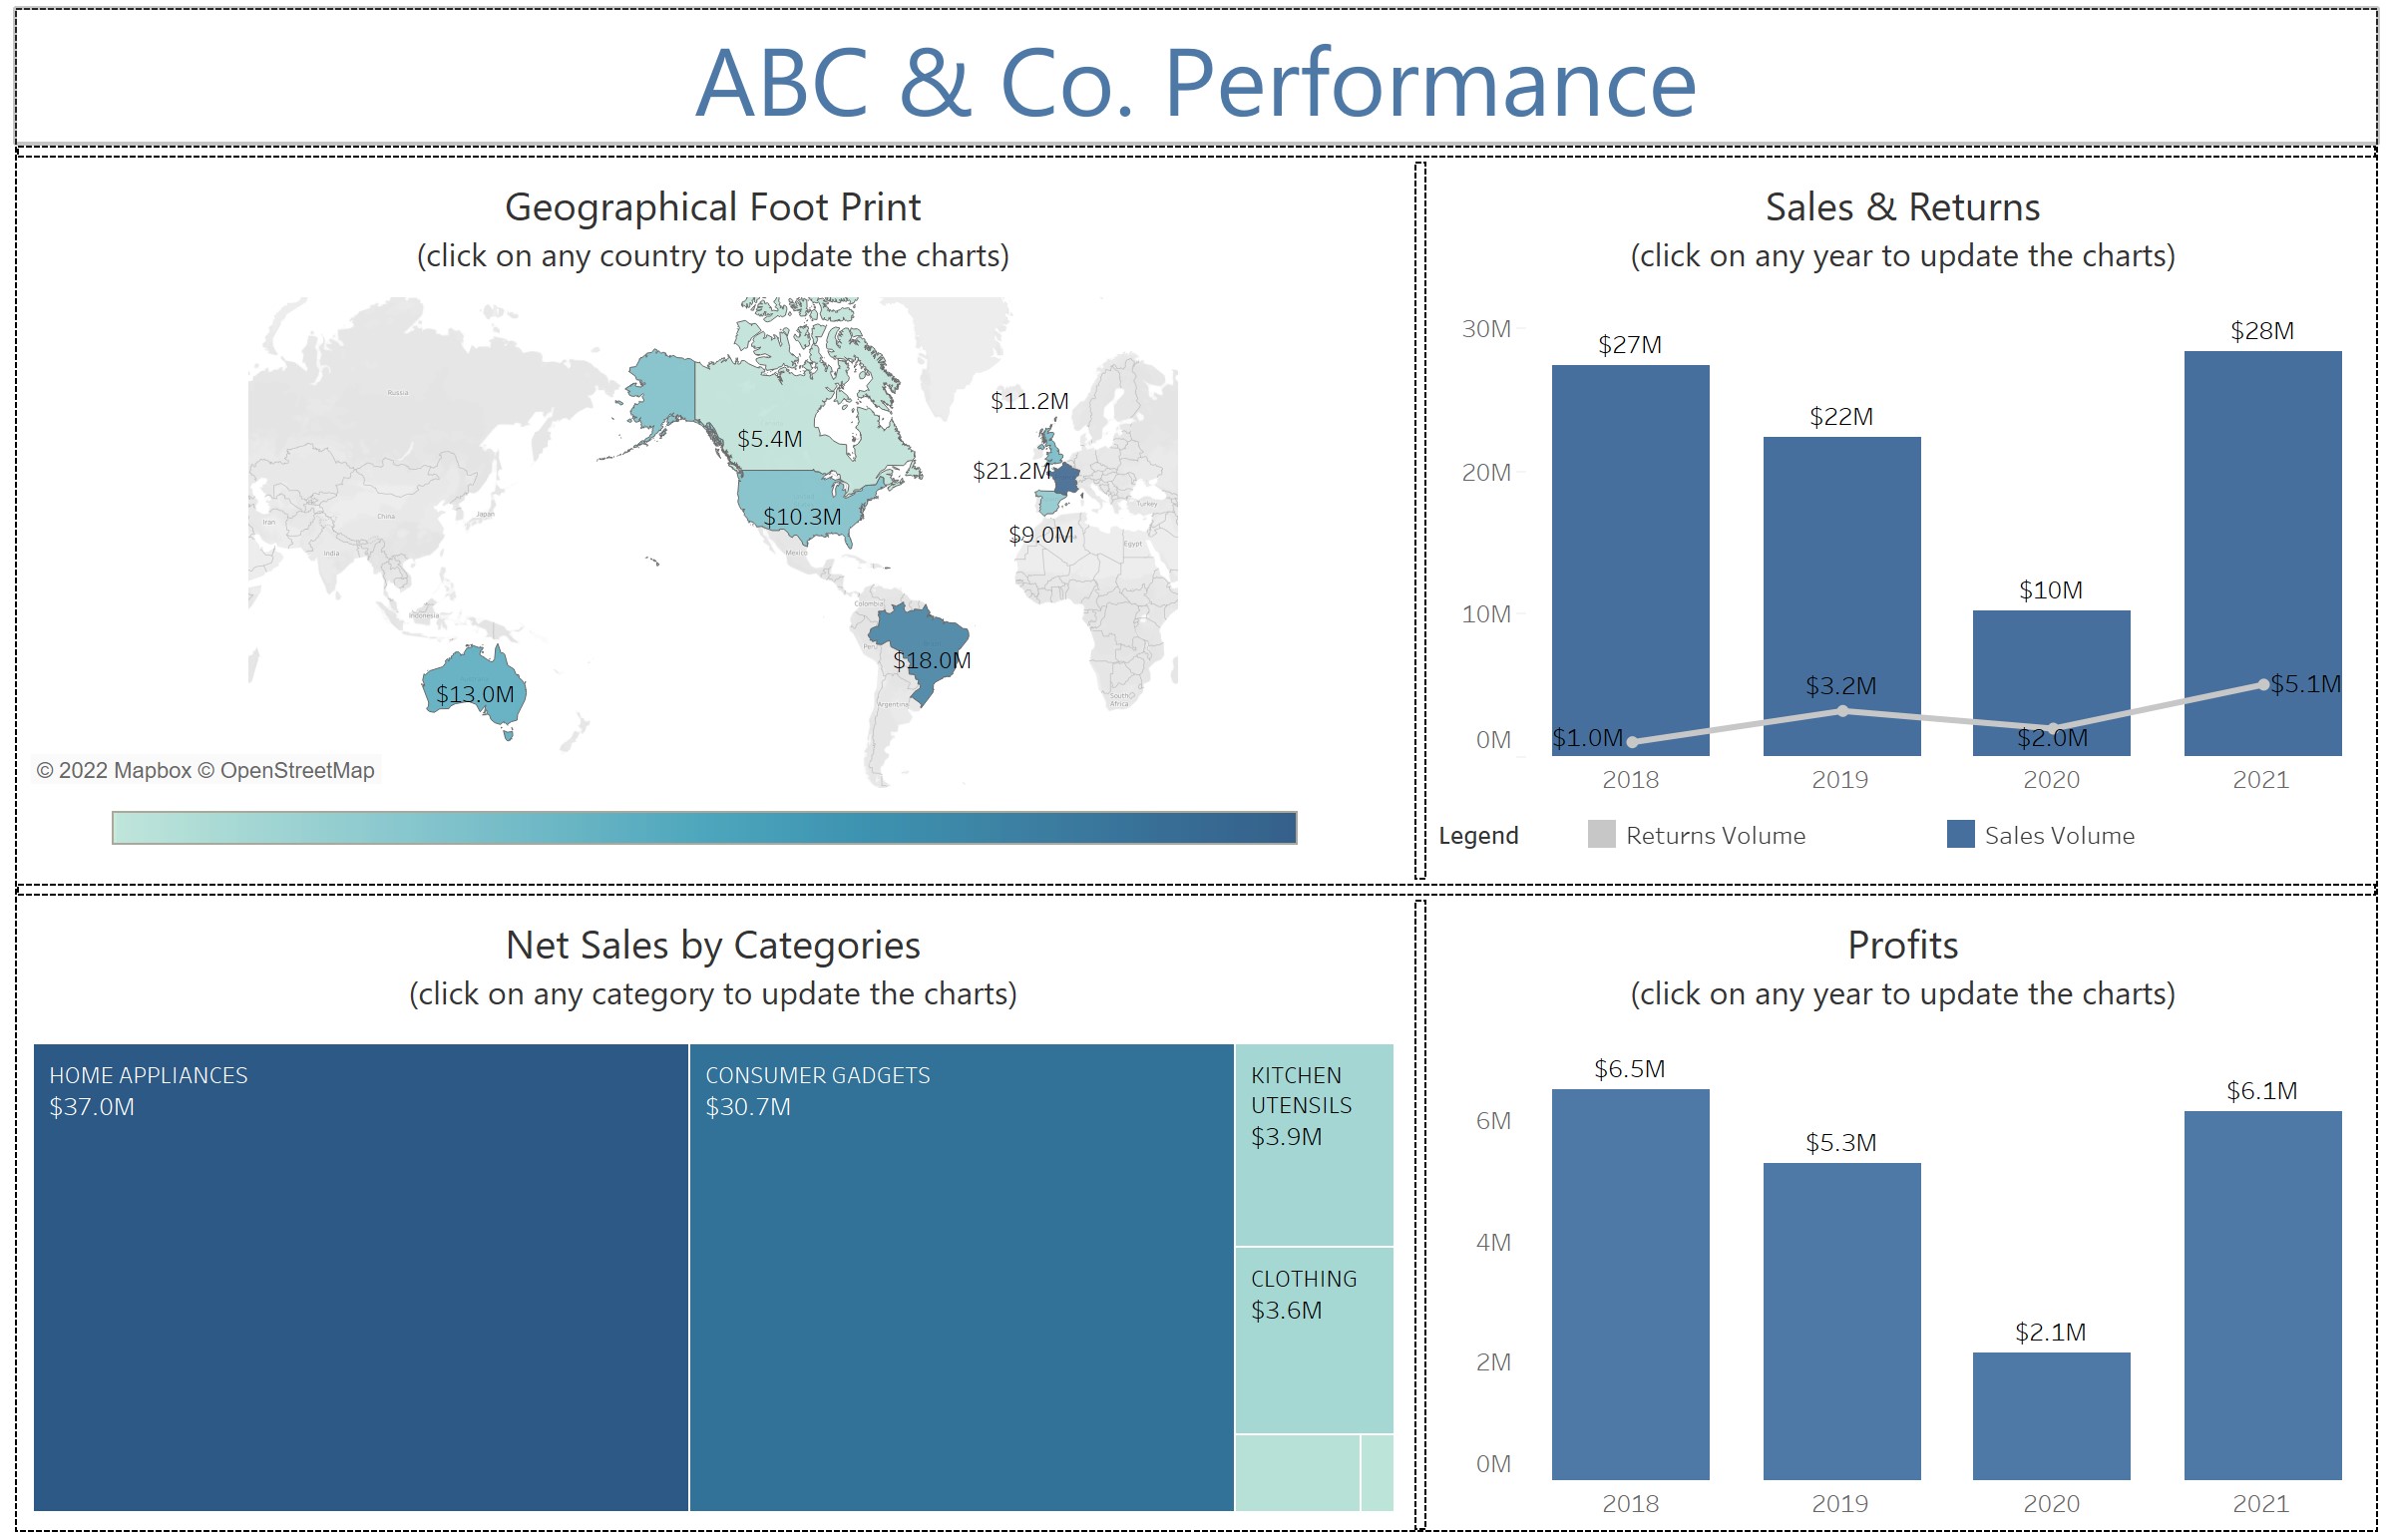 ABC & Co. Performance
Geographical Foot Print
(click on any country to update the charts)
Russia
China
Japan
Iran
India
Indonesia
Mexico
Colombia
Peru
Argentina
Turkey
Egypt
South
Africa
$11.2M
$5.4M
$21.2M
$10.3M
$9.0M
$18.0M
$13.0M
© 2022 Mapbox © OpenStreetMap
Sales & Returns
(click on any year to update the charts)
30M
20M
10M
0M
$27M
$22M
$10M
$28M
$1.0M
$3.2M
$2.0M
$5.1M
2018
2019
2020
2021
Legend
Returns Volume
Sales Volume
Net Sales by Categories
(click on any category to update the charts)
HOME APPLIANCES
$37.0M
CONSUMER GADGETS
$30.7M
KITCHEN
UTENSILS
$3.9M
CLOTHING
$3.6M
Profits
(click on any year to update the charts)
6M
4M
2M
0M
$6.5M
$5.3M
$2.1M
$6.1M
2018
2019
2020
2021